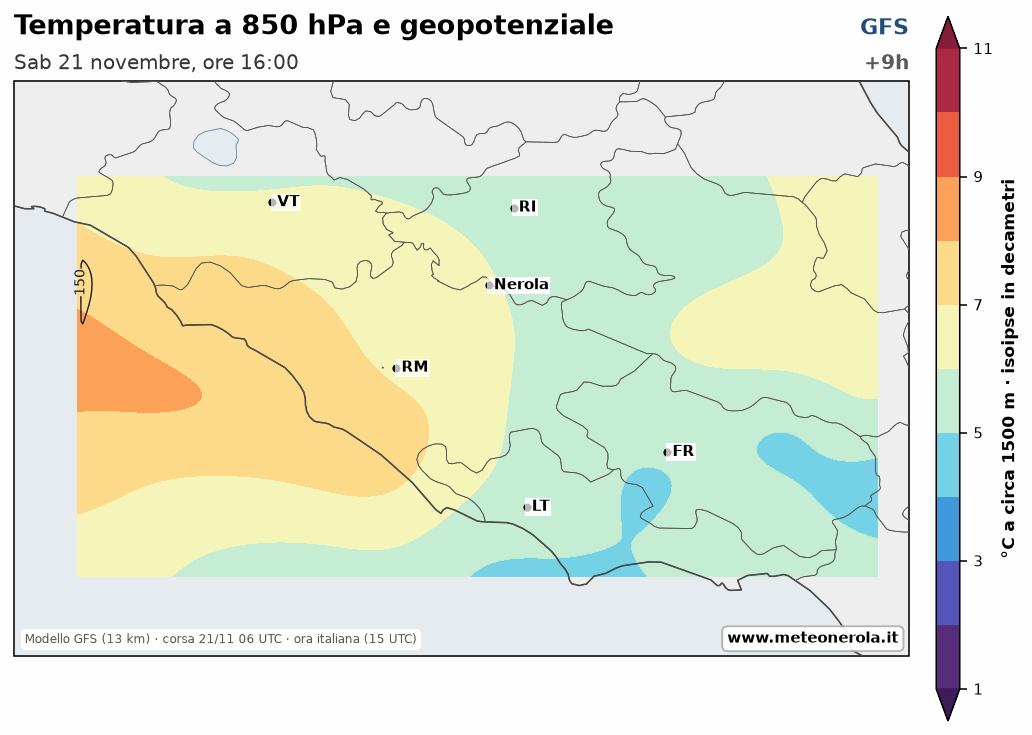 Temperatura a 850 hPa e geopotenziale
GFS
Sab 21 novembre, ore 16:00
+9h
11
9
7
5
3
1
°C a circa 1500 m · isoipse in decametri
VT
RI
Nerola
150
RM
FR
LT
Modello GFS (13 km) · corsa 21/11 06 UTC · ora italiana (15 UTC)
www.meteonerola.it